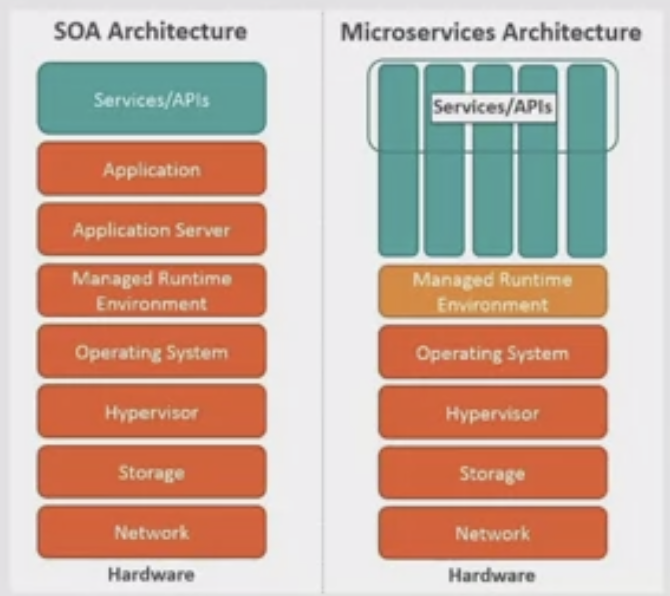 SOA Architecture
Services/APIs
Application
Application Server
Managed Runtime
Environment
Operating System
Hypervisor
Storage
Network
Hardware
Microservices Architecture
Services/APIs
Managed Runtime
Environment
Operating System
Hypervisor
Storage
Network
Hardware